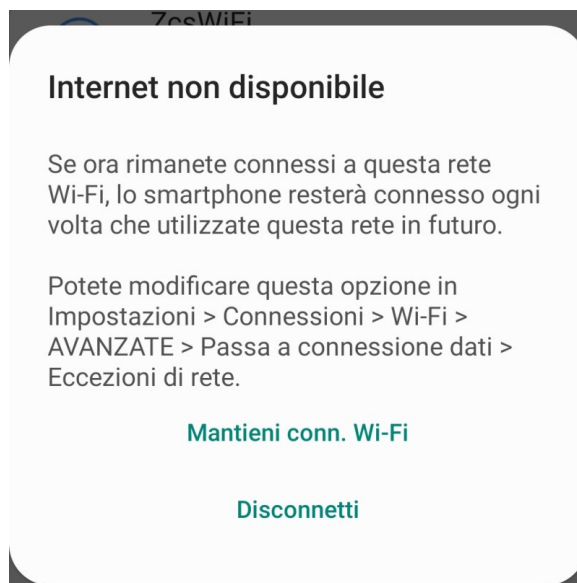 ZcsWiFi
Internet non disponibile
Se ora rimanete connessi a questa rete
Wi-Fi, lo smartphone resterà connesso ogni
volta che utilizzate questa rete in futuro.
Potete modificare questa opzione in
Impostazioni > Connessioni > Wi-Fi >
AVANZATE > Passa a connessione dati >
Eccezioni di rete.
Mantieni conn. Wi-Fi
Disconnetti